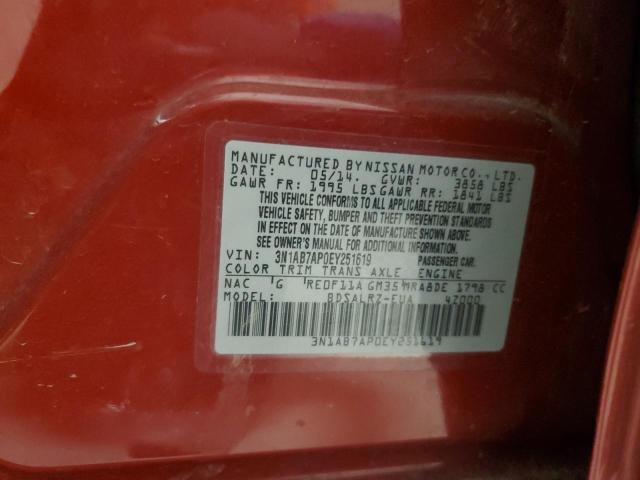 MANUFACTURED BY NISSAN MOTOR CO., LTD.
DATE: 05/14. GVWR: 3858 LBS
GAWR FR: 1995 LBS GAWR RR: 1841 LBS
THIS VEHICLE CONFORMS TO ALL APPLICABLE FEDERAL MOTOR
VEHICLE SAFETY, BUMPER AND THEFT PREVENTION STANDARDS
IN EFFECT ON THE DATE OF MANUFACTURE SHOWN ABOVE.
SEE OWNER'S MANUAL FOR ADDITIONAL INFORMATION.
VIN: 3N1AB7AP0EY251619 PASSENGER CAR.
COLOR TRIM TRANS AXLE ENGINE
NAC G RE0F11A GM35 MRA8DE 1798 CC
MODEL: BDSALRZ-EUA 4Z000
3N1AB7AP0EY251619